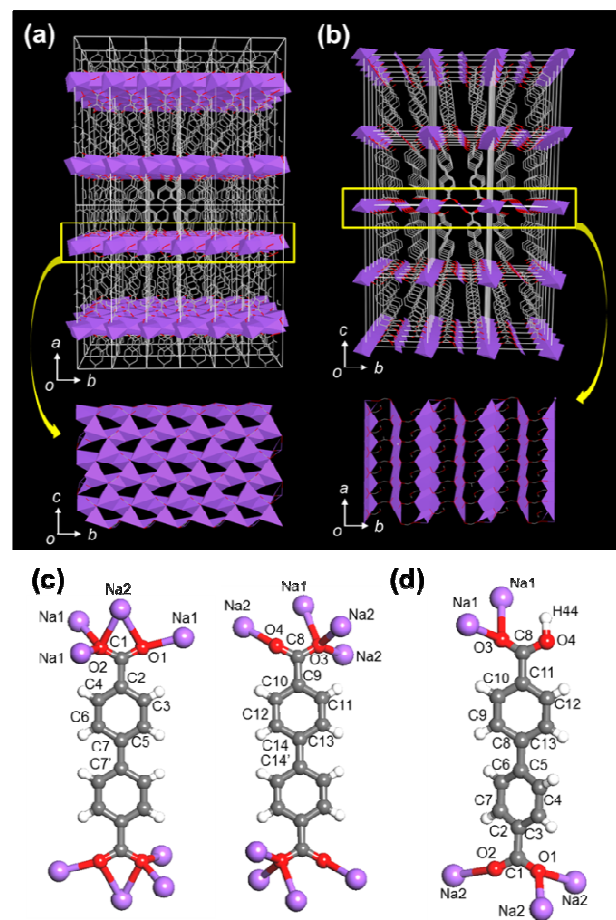 (a)
(b)
a
o
b
c
o
b
c
o
b
a
o
b
(c)
(d)
Na2
Na1
Na1
Na1
C1
O2
O1
C2
C4
C3
C6
C7
C5
C7'
Na1
Na2
Na2
Na2
O4
C8
O3
C9
C10
C11
C12
C14
C13
C14'
Na1
Na1
H44
O3
C8
O4
C11
C10
C12
C9
C8
C13
C6
C5
C7
C4
C2
C3
O2
C1
O1
Na2
Na2
Na2